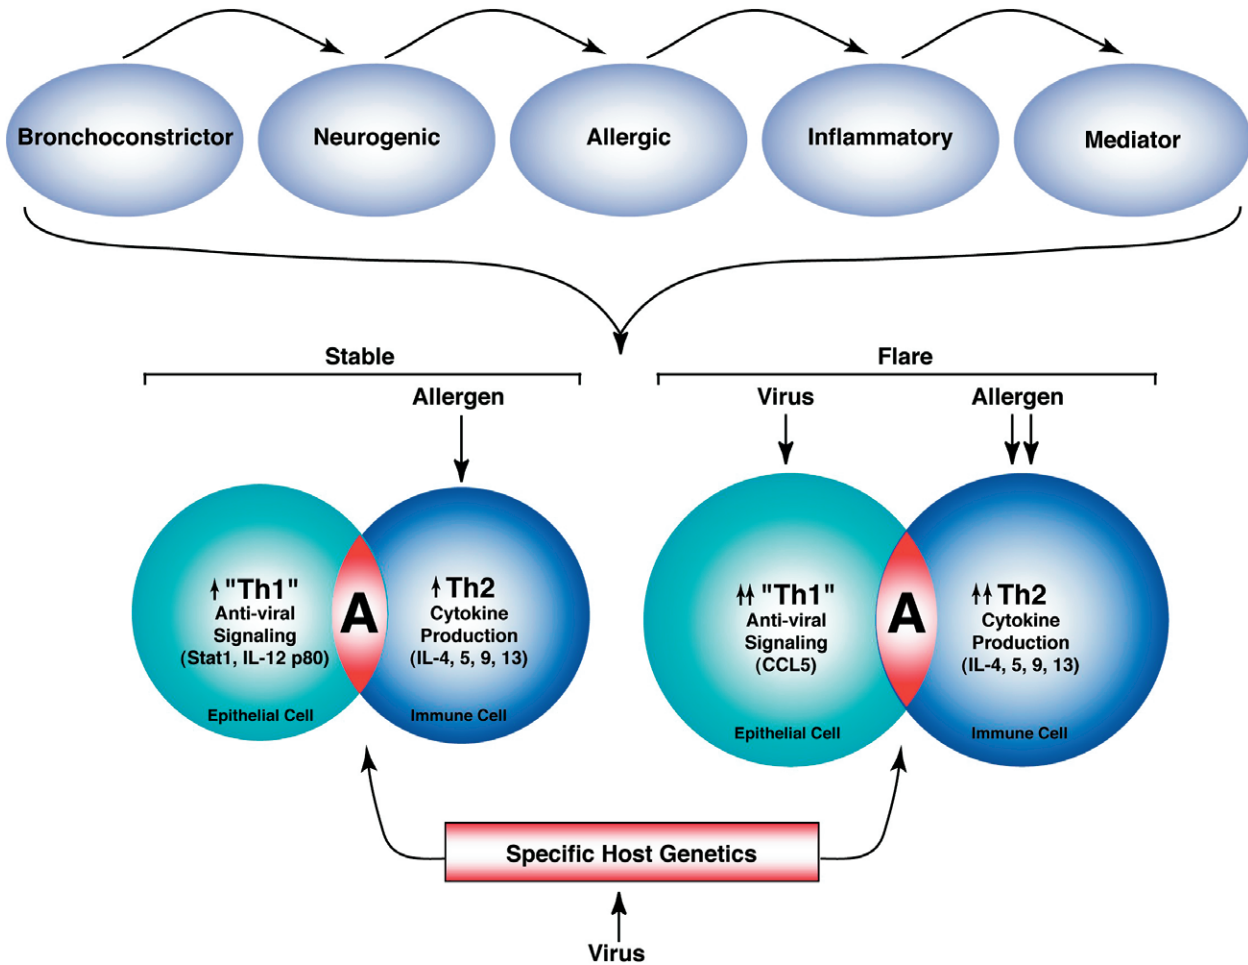 Bronchoconstrictor
Neurogenic
Allergic
Inflammatory
Mediator
Stable
Flare
Allergen
Virus
Allergen
"Th1"
Anti-viral
Signaling
(Stat1, IL-12 p80)
Epithelial Cell
A
Th2
Cytokine
Production
(IL-4, 5, 9, 13)
Immune Cell
"Th1"
Anti-viral
Signaling
(CCL5)
Epithelial Cell
A
Th2
Cytokine
Production
(IL-4, 5, 9, 13)
Immune Cell
Specific Host Genetics
Virus